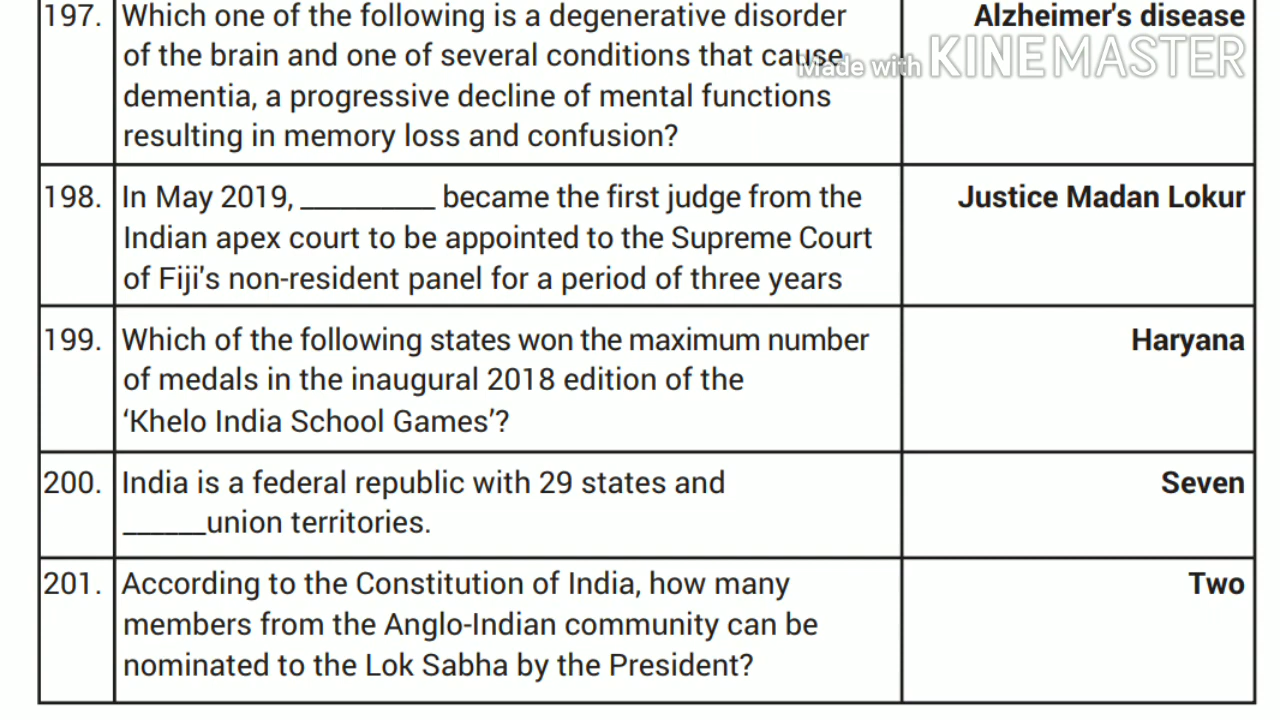 197. Which one of the following is a degenerative disorder Alzheimer's disease
of the brain and one of several conditions that cause
Made with KINEMASTER
dementia, a progressive decline of mental functions
resulting in memory loss and confusion?
198. In May 2019, __________ became the first judge from the Justice Madan Lokur
Indian apex court to be appointed to the Supreme Court
of Fiji's non-resident panel for a period of three years
199. Which of the following states won the maximum number Haryana
of medals in the inaugural 2018 edition of the
‘Khelo India School Games’?
200. India is a federal republic with 29 states and Seven
______union territories.
201. According to the Constitution of India, how many Two
members from the Anglo-Indian community can be
nominated to the Lok Sabha by the President?